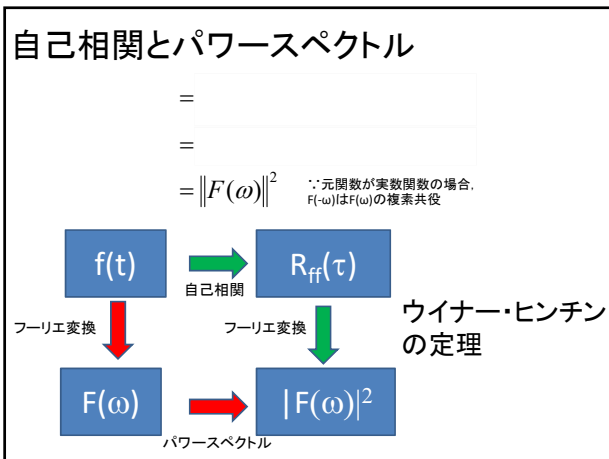 自己相関とパワースペクトル
=
=
=‖F(ω)‖²
∵元関数が実数関数の場合,
F(-ω)はF(ω)の複素共役
f(t)
自己相関
R_ff(τ)
フーリエ変換
フーリエ変換
ウイナー・ヒンチン
の定理
F(ω)
パワースペクトル
|F(ω)|²